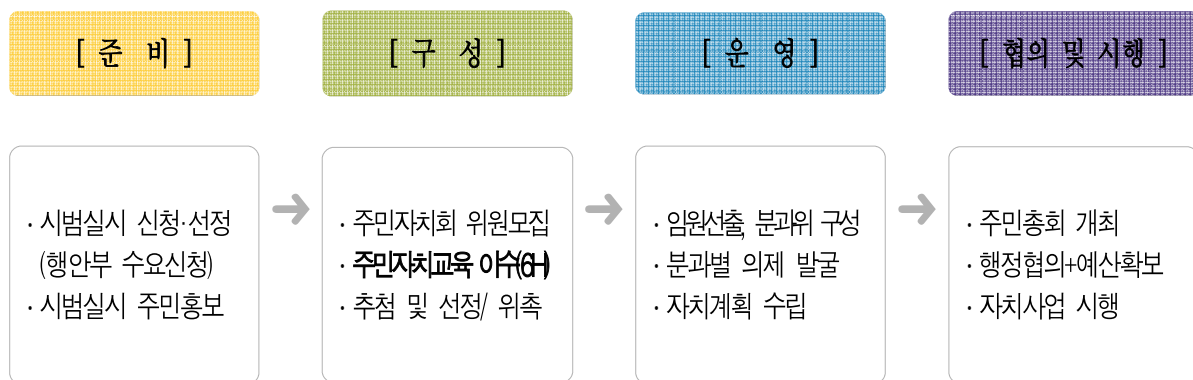 [ 준 비 ]
· 시범실시 신청·선정
(행안부 수요신청)
· 시범실시 주민홍보
[ 구 성 ]
· 주민자치회 위원모집
· 주민자치교육 이수(6H)
· 추첨 및 선정/ 위촉
[ 운 영 ]
· 임원선출, 분과위 구성
· 분과별 의제 발굴
· 자치계획 수립
[ 협의 및 시행 ]
· 주민총회 개최
· 행정협의+예산확보
· 자치사업 시행